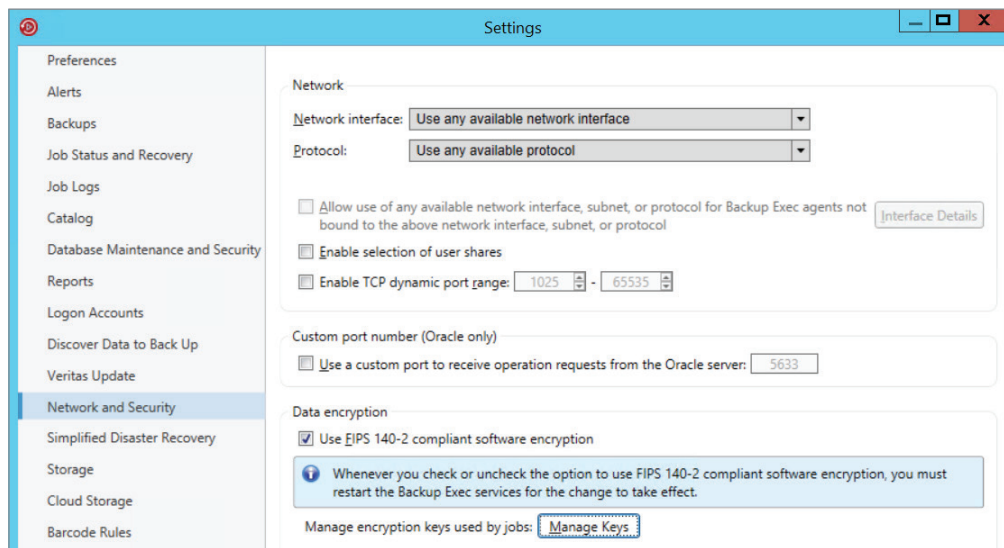 Settings
X
Preferences
Alerts
Backups
Job Status and Recovery
Job Logs
Catalog
Database Maintenance and Security
Reports
Logon Accounts
Discover Data to Back Up
Veritas Update
Network and Security
Simplified Disaster Recovery
Storage
Cloud Storage
Barcode Rules
Network
Network interface: Use any available network interface
Protocol: Use any available protocol
Allow use of any available network interface, subnet, or protocol for Backup Exec agents not
bound to the above network interface, subnet, or protocol
Interface Details
Enable selection of user shares
Enable TCP dynamic port range: 1025 - 65535
Custom port number (Oracle only)
Use a custom port to receive operation requests from the Oracle server: 5633
Data encryption
Use FIPS 140-2 compliant software encryption
Whenever you check or uncheck the option to use FIPS 140-2 compliant software encryption, you must
restart the Backup Exec services for the change to take effect.
Manage encryption keys used by jobs: Manage Keys